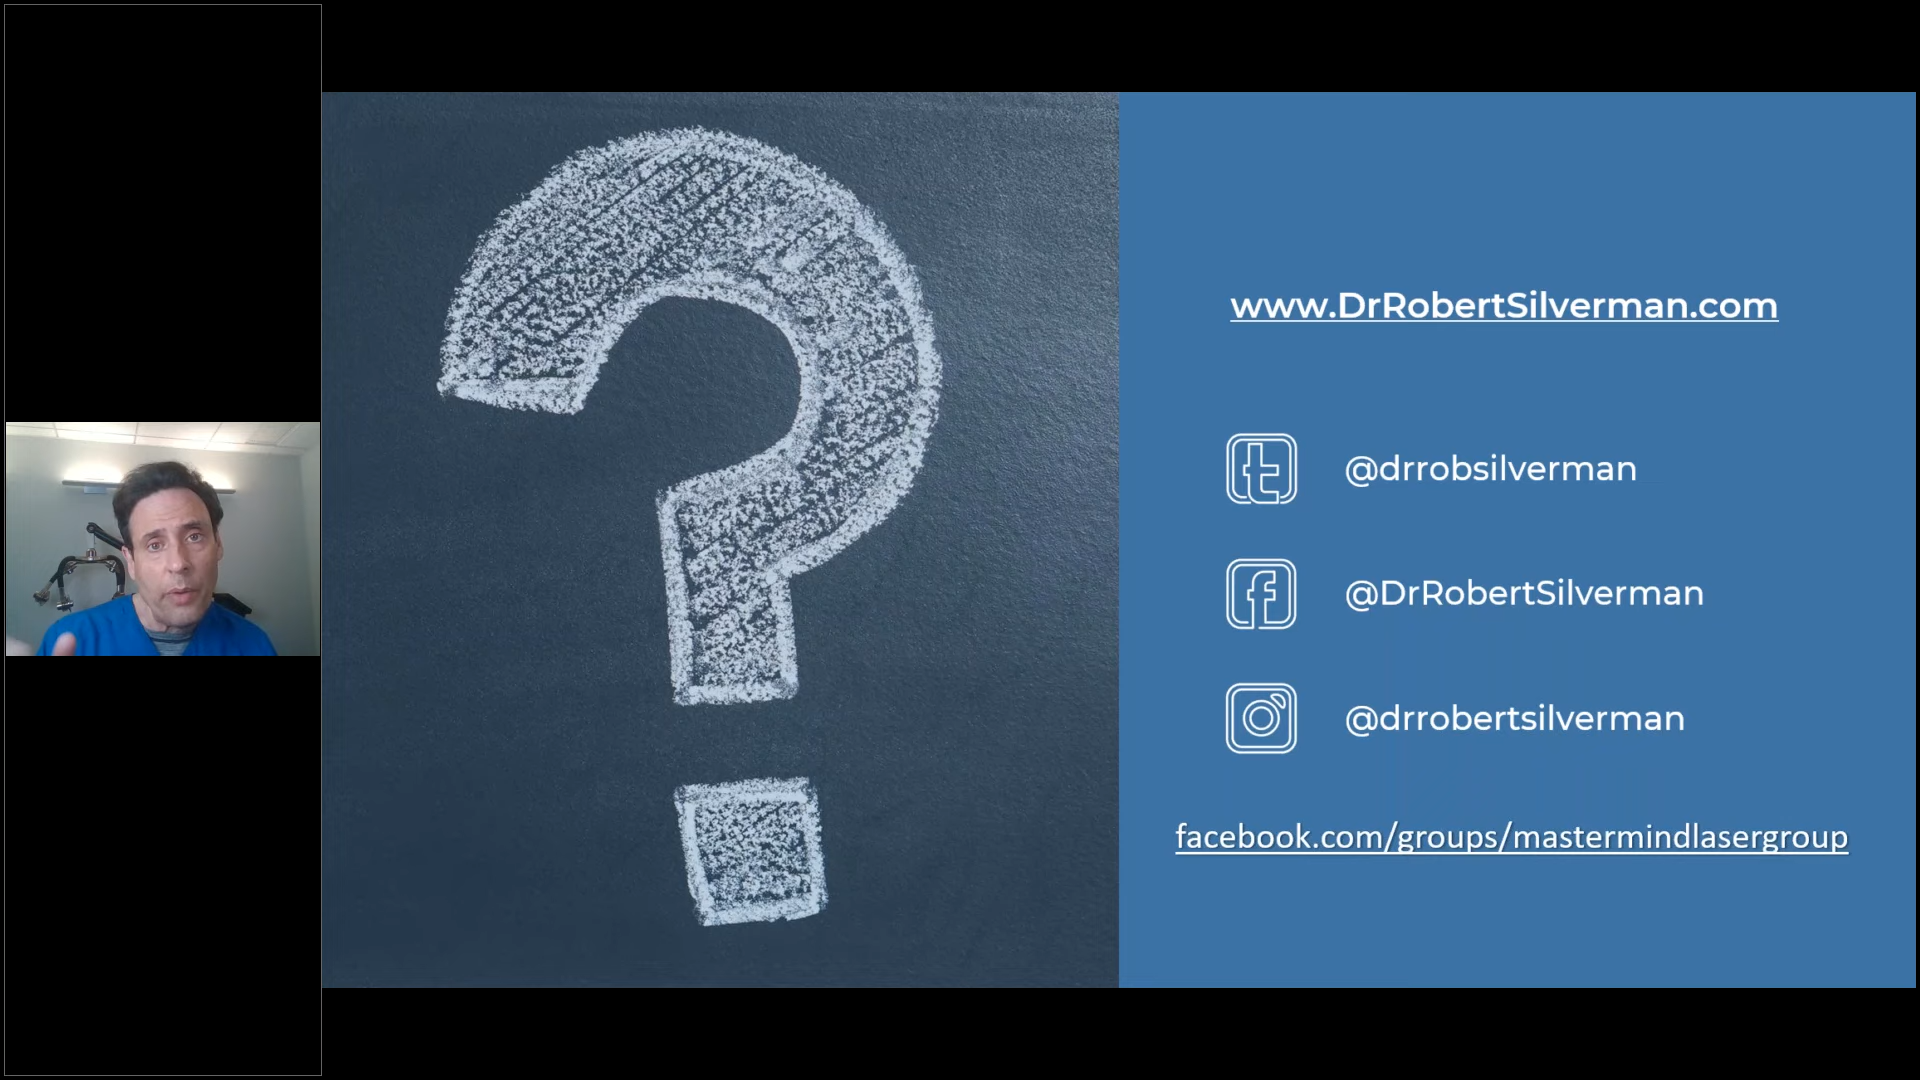 ?
www.DrRobertSilverman.com
@drrobsilverman
@DrRobertSilverman
@drrobertsilverman
facebook.com/groups/mastermindlasergroup